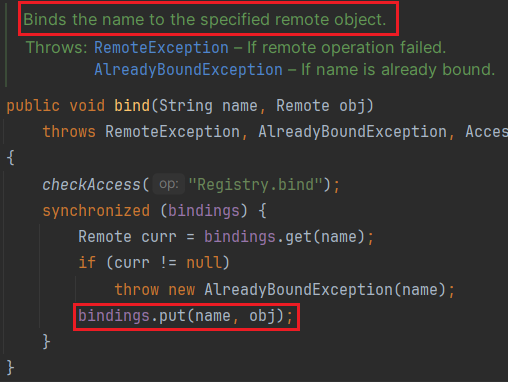 Binds the name to the specified remote object.
Throws: RemoteException – If remote operation failed.
AlreadyBoundException – If name is already bound.
public void bind(String name, Remote obj)
throws RemoteException, AlreadyBoundException, Acces
{
checkAccess( op: "Registry.bind");
synchronized (bindings) {
Remote curr = bindings.get(name);
if (curr != null)
throw new AlreadyBoundException(name);
bindings.put(name, obj);
}
}